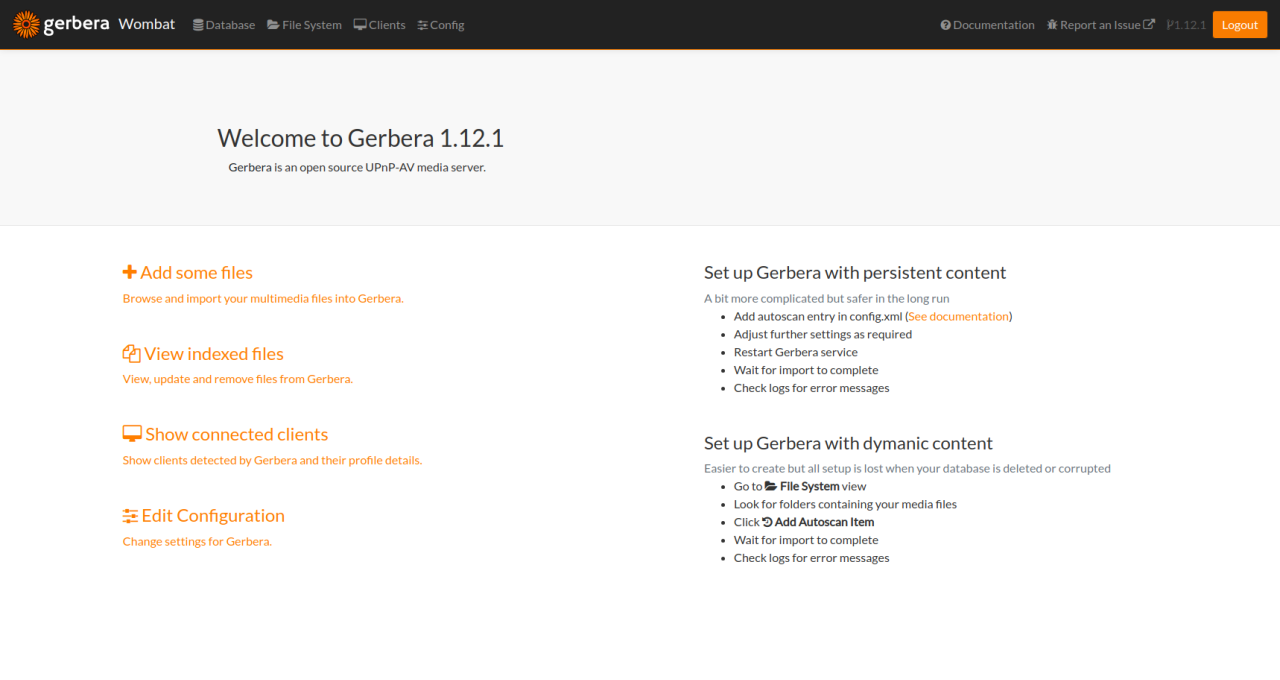 gerbera Wombat Database File System Clients Config Documentation Report an Issue 1.12.1 Logout
Welcome to Gerbera 1.12.1
Gerbera is an open source UPnP-AV media server.
Add some files
Browse and import your multimedia files into Gerbera.
View indexed files
View, update and remove files from Gerbera.
Show connected clients
Show clients detected by Gerbera and their profile details.
Edit Configuration
Change settings for Gerbera.
Set up Gerbera with persistent content
A bit more complicated but safer in the long run
Add autoscan entry in config.xml (See documentation)
Adjust further settings as required
Restart Gerbera service
Wait for import to complete
Check logs for error messages
Set up Gerbera with dymanic content
Easier to create but all setup is lost when your database is deleted or corrupted
Go to File System view
Look for folders containing your media files
Click Add Autoscan Item
Wait for import to complete
Check logs for error messages